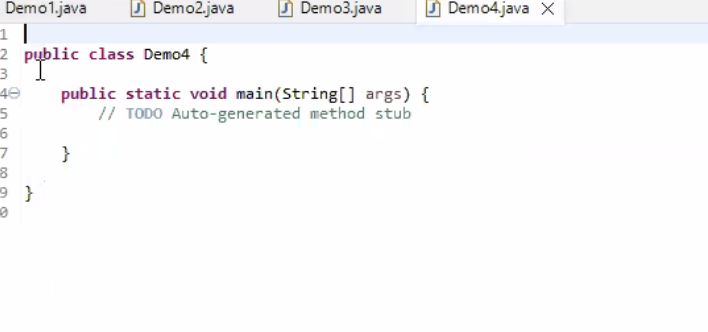 Demo1.java Demo2.java Demo3.java Demo4.java
1
2 public class Demo4 {
3
4 public static void main(String[] args) {
5 // TODO Auto-generated method stub
6
7 }
8
9 }
0